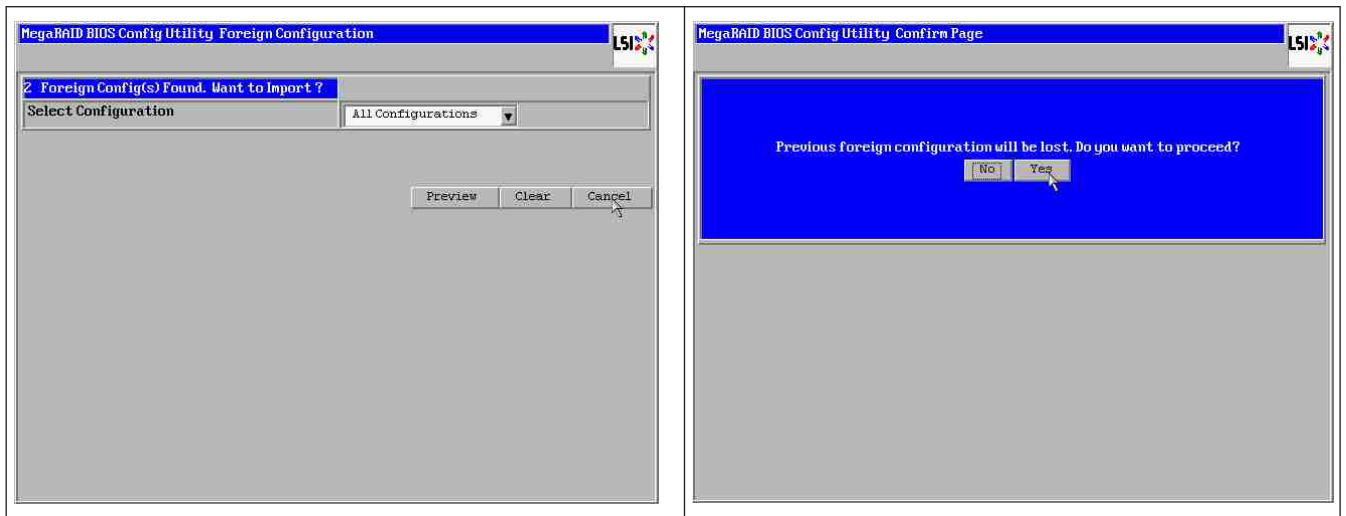 MegaRAID BIOS Config Utility Foreign Configuration
LSI
2 Foreign Config(s) Found. Want to Import ?
Select Configuration
All Configurations
Preview
Clear
Cancel
MegaRAID BIOS Config Utility Confirm Page
LSI
Previous foreign configuration will be lost. Do you want to proceed?
No
Yes